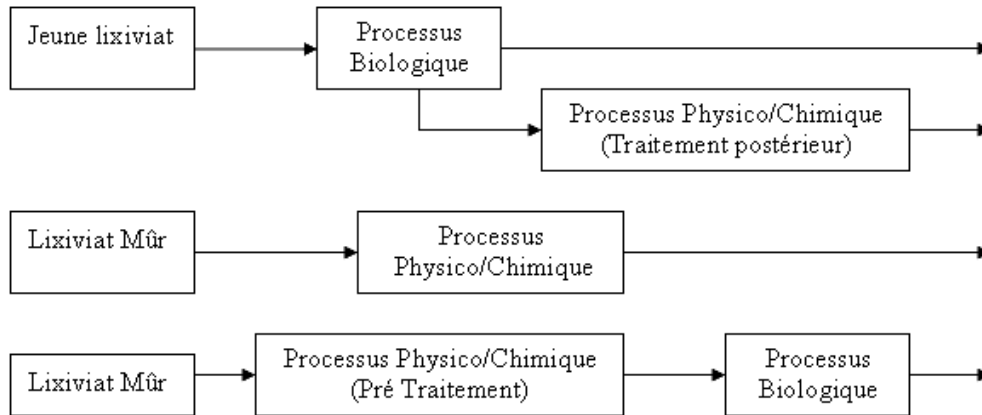 Jeune lixiviat
Processus
Biologique
Processus Physico/Chimique
(Traitement postérieur)
Lixiviat Mûr
Processus
Physico/Chimique
Lixiviat Mûr
Processus Physico/Chimique
(Pré Traitement)
Processus
Biologique